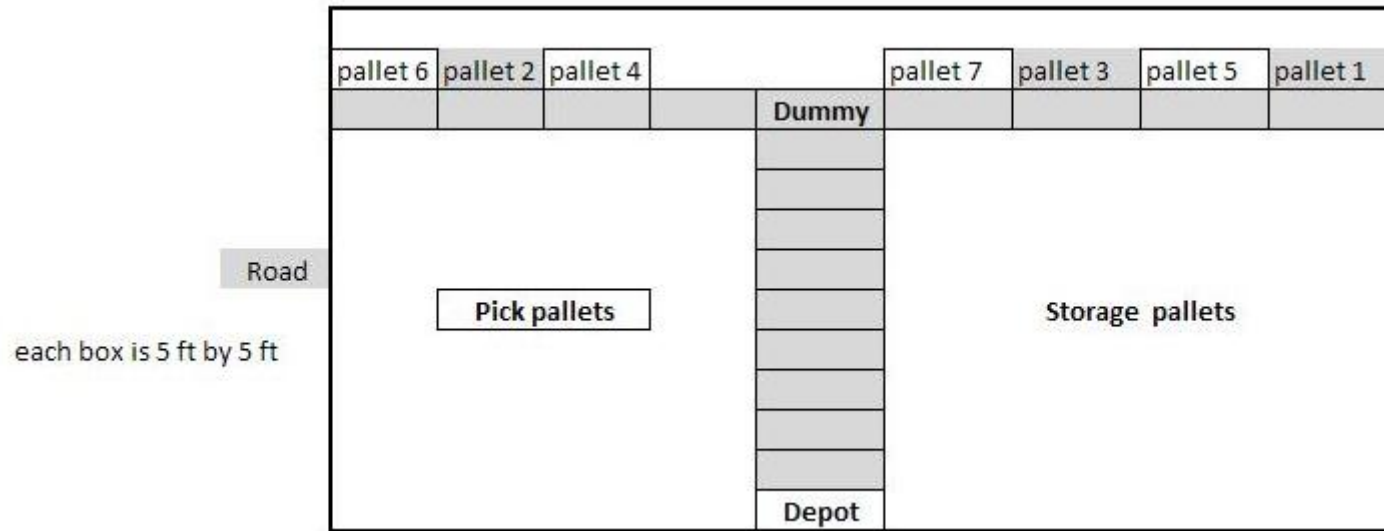 pallet 6 pallet 2 pallet 4 pallet 7 pallet 3 pallet 5 pallet 1
Dummy
Road
Pick pallets Storage pallets
each box is 5 ft by 5 ft
Depot